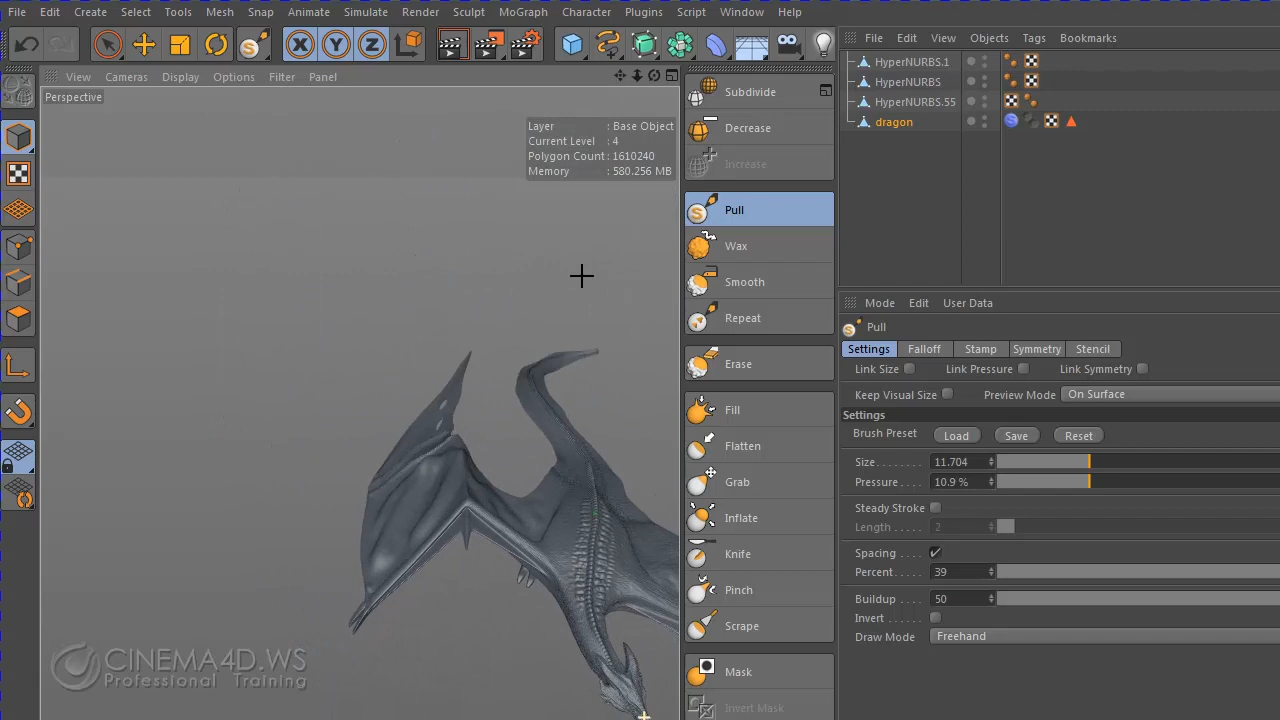 File Edit Create Select Tools Mesh Snap Animate Simulate Render Sculpt MoGraph Character Plugins Script Window Help
X Y Z
View Cameras Display Options Filter Panel
Perspective
Layer : Base Object
Current Level : 4
Polygon Count : 1610240
Memory : 580.256 MB
CINEMA4D.WS
Professional Training
Subdivide
Decrease
Increase
Pull
Wax
Smooth
Repeat
Erase
Fill
Flatten
Grab
Inflate
Knife
Pinch
Scrape
Mask
Invert Mask
File Edit View Objects Tags Bookmarks
HyperNURBS.1
HyperNURBS
HyperNURBS.55
dragon
Mode Edit User Data
Pull
Settings Falloff Stamp Symmetry Stencil
Link Size Link Pressure Link Symmetry
Keep Visual Size Preview Mode On Surface
Settings
Brush Preset Load Save Reset
Size 11.704
Pressure 10.9 %
Steady Stroke
Length 2
Spacing
Percent 39
Buildup 50
Invert
Draw Mode Freehand